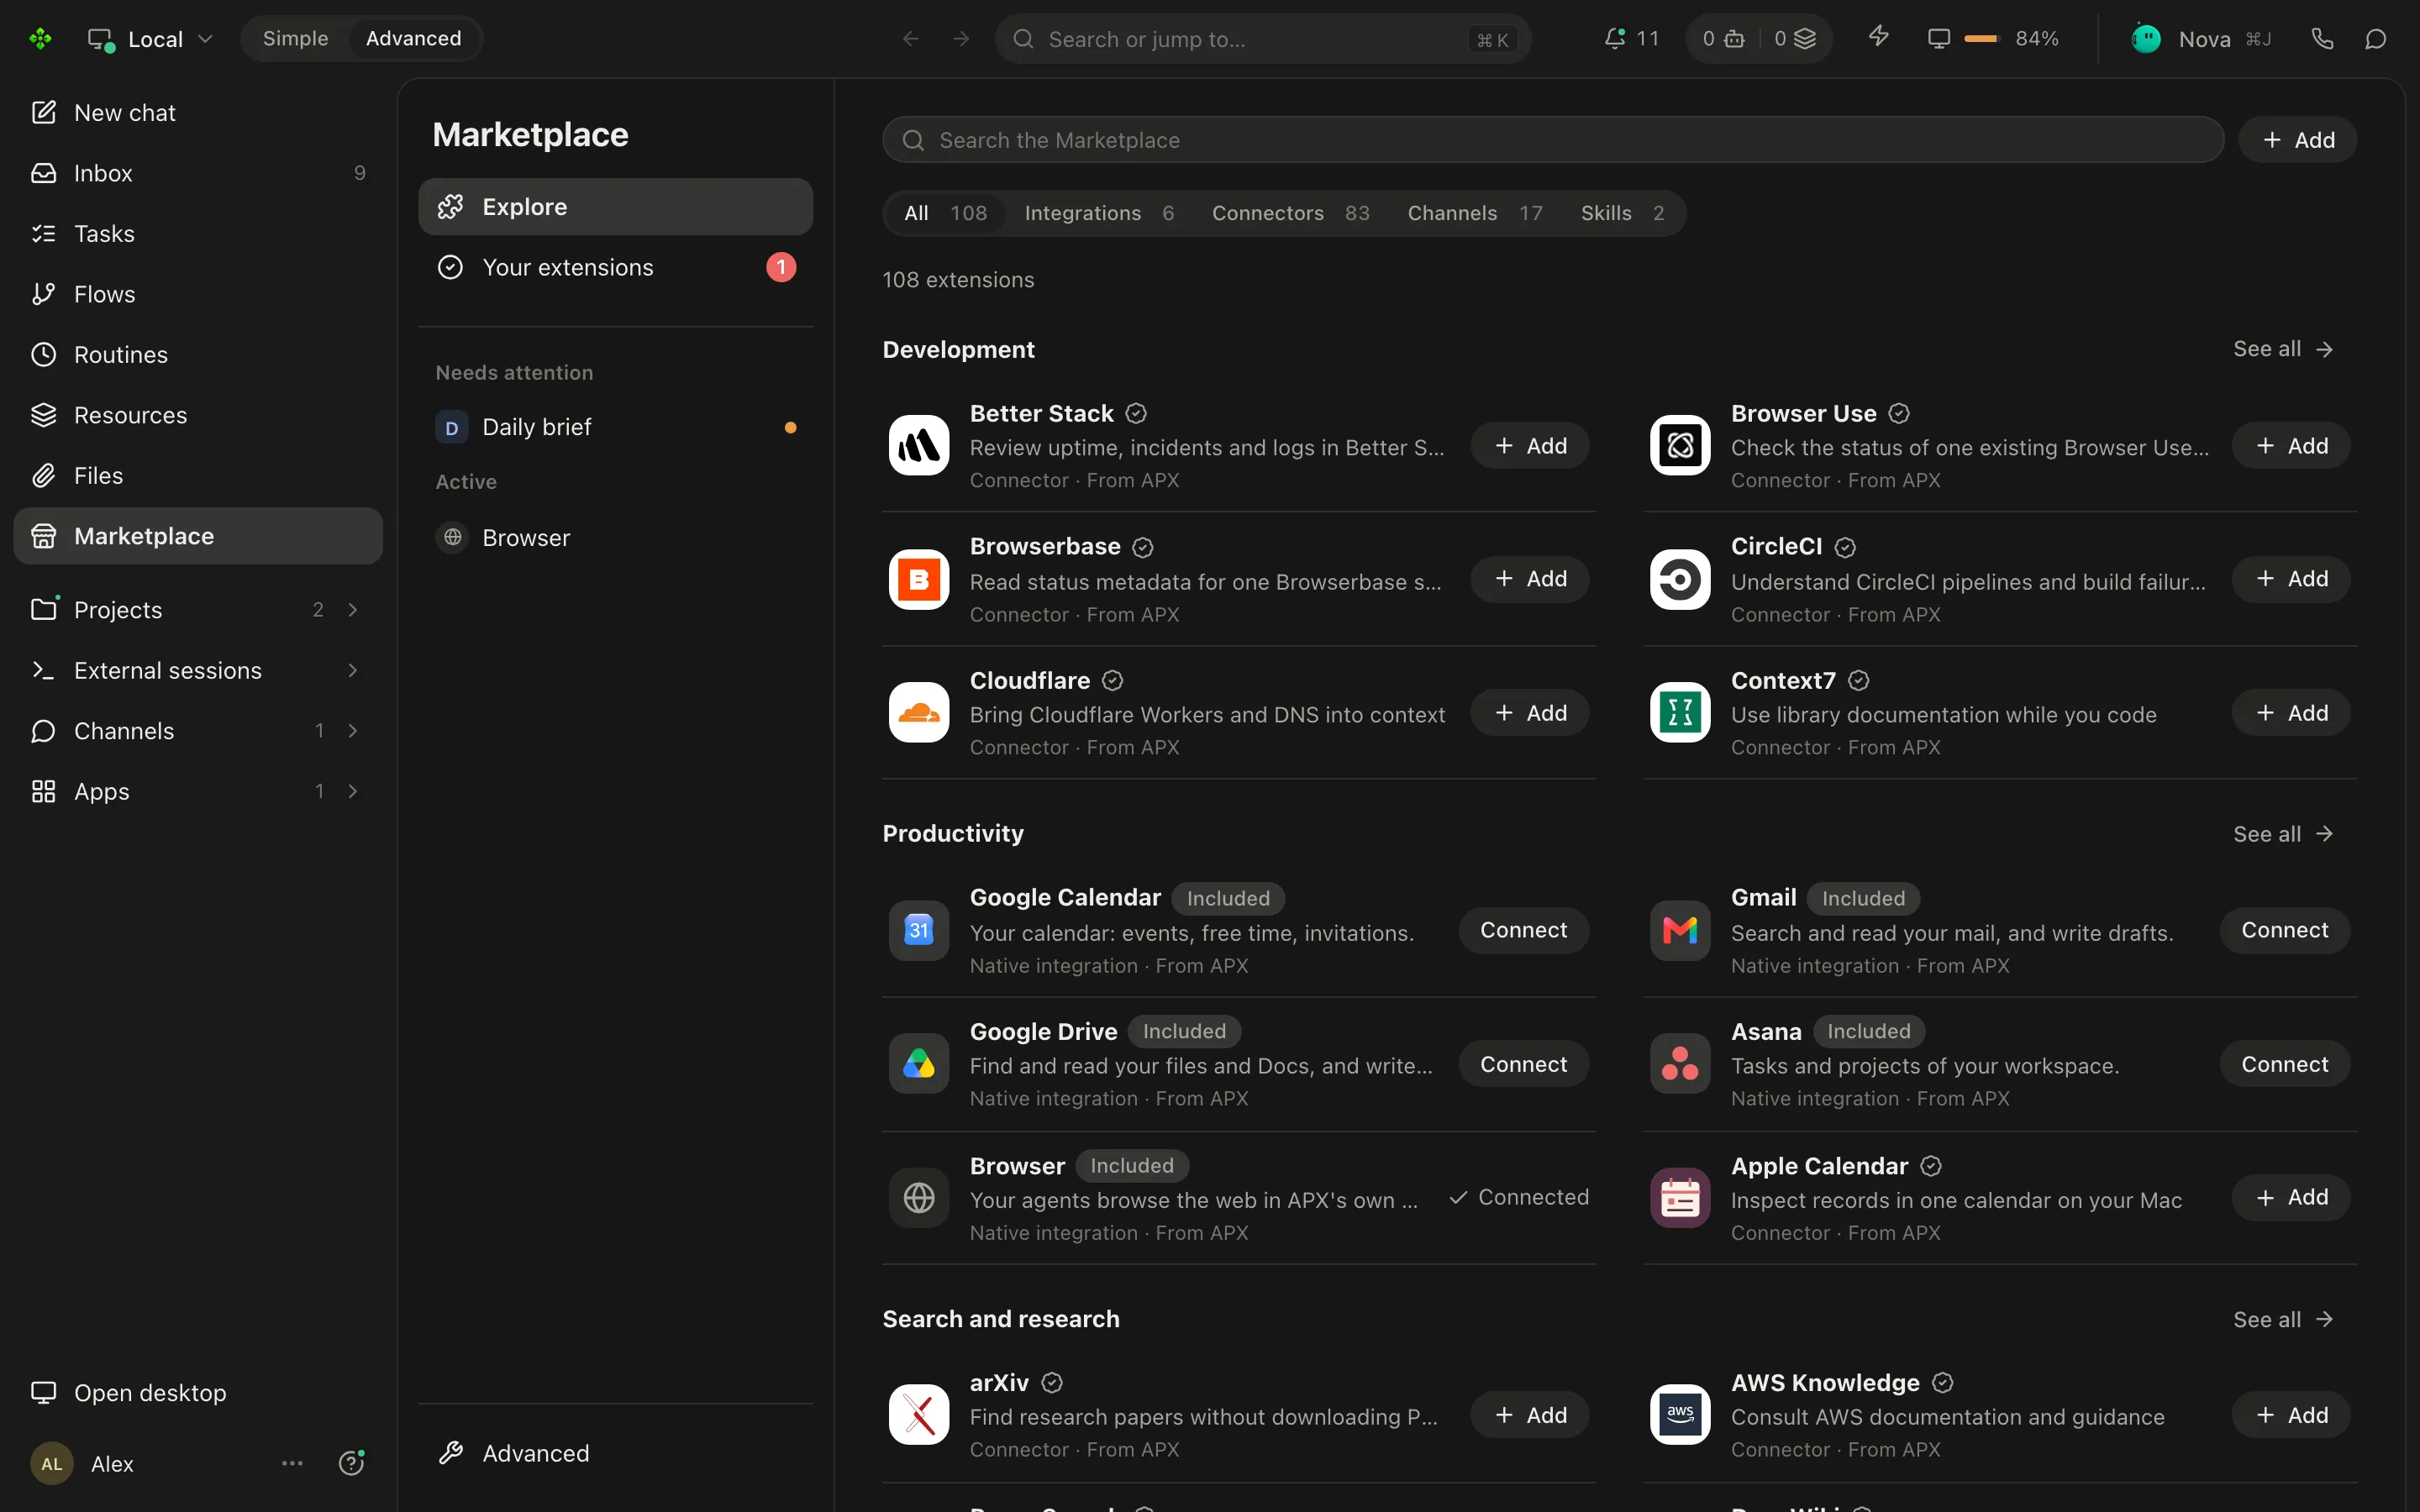 Local
Simple
Advanced
Search or jump to...
⌘ K
11
0
0
84%
Nova ⌘J
New chat
Inbox 9
Tasks
Flows
Routines
Resources
Files
Marketplace
Projects 2
External sessions
Channels 1
Apps 1
Open desktop
AL Alex
Marketplace
Explore
Your extensions 1
Needs attention
D Daily brief
Active
Browser
Advanced
Search the Marketplace
+ Add
All 108 Integrations 6 Connectors 83 Channels 17 Skills 2
108 extensions
Development See all →
Better Stack
Review uptime, incidents and logs in Better S...
Connector · From APX
+ Add
Browser Use
Check the status of one existing Browser Use...
Connector · From APX
+ Add
Browserbase
Read status metadata for one Browserbase s...
Connector · From APX
+ Add
CircleCI
Understand CircleCI pipelines and build failur...
Connector · From APX
+ Add
Cloudflare
Bring Cloudflare Workers and DNS into context
Connector · From APX
+ Add
Context7
Use library documentation while you code
Connector · From APX
+ Add
Productivity See all →
31
Google Calendar Included
Your calendar: events, free time, invitations.
Native integration · From APX
Connect
Gmail Included
Search and read your mail, and write drafts.
Native integration · From APX
Connect
Google Drive Included
Find and read your files and Docs, and write...
Native integration · From APX
Connect
Asana Included
Tasks and projects of your workspace.
Native integration · From APX
Connect
Browser Included
Your agents browse the web in APX's own ...
Native integration · From APX
Connected
Apple Calendar
Inspect records in one calendar on your Mac
Connector · From APX
+ Add
Search and research See all →
arXiv
Find research papers without downloading P...
Connector · From APX
+ Add
aws
AWS Knowledge
Consult AWS documentation and guidance
Connector · From APX
+ Add